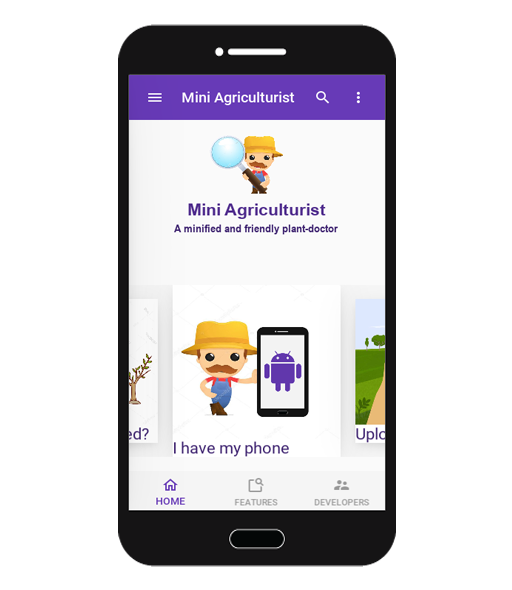 Mini Agriculturist
Mini Agriculturist
A minified and friendly plant-doctor
ed?
I have my phone
Uplo
HOME
FEATURES
DEVELOPERS